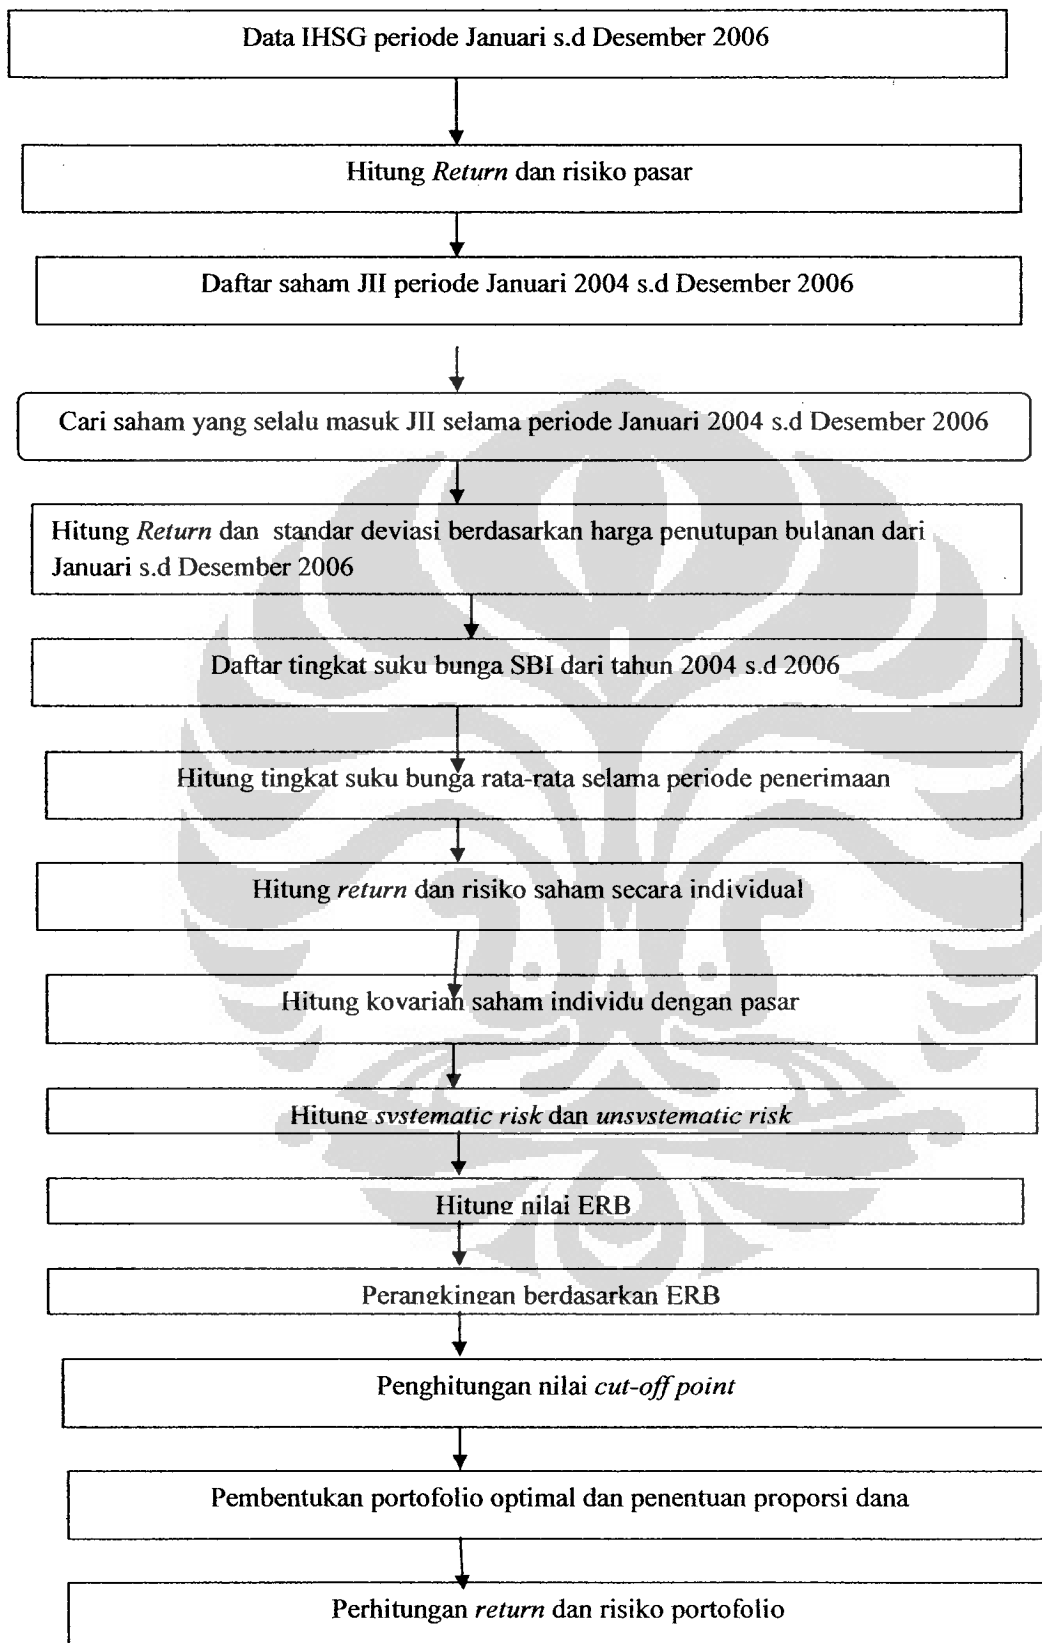 Data IHSG periode Januari s.d Desember 2006
Hitung Return dan risiko pasar
Daftar saham JII periode Januari 2004 s.d Desember 2006
Cari saham yang selalu masuk JII selama periode Januari 2004 s.d Desember 2006
Hitung Return dan standar deviasi berdasarkan harga penutupan bulanan dari
Januari s.d Desember 2006
Daftar tingkat suku bunga SBI dari tahun 2004 s.d 2006
Hitung tingkat suku bunga rata-rata selama periode penerimaan
Hitung return dan risiko saham secara individual
Hitung kovarian saham individu dengan pasar
Hitung systematic risk dan unsystematic risk
Hitung nilai ERB
Perangkingan berdasarkan ERB
Penghitungan nilai cut-off point
Pembentukan portofolio optimal dan penentuan proporsi dana
Perhitungan return dan risiko portofolio